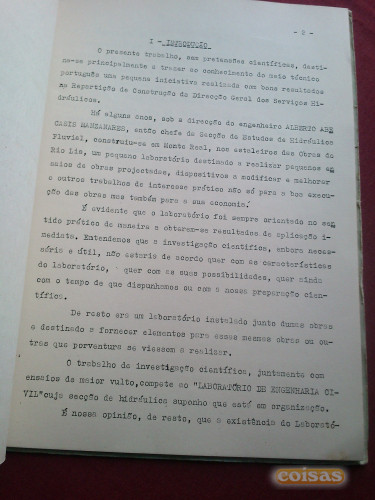 - 2 -
I - INTRODUÇÃO
O presente trabalho, sem pretensões científicas, desti-
na-se principalmente a trazer ao conhecimento do meio técnico
português uma pequena iniciativa realizada com bons resultados
na Repartição de Construção da Direcção Geral dos Serviços Hi-
dráulicos.
Há alguns anos, sob a direcção do engenheiro ALBERTO ABE
CASIS MANZANARES, então chefe da Secção de Estudos de Hidráulica
Fluvial, construiu-se em Monte Real, nos estaleiros das Obras do
Rio Lis, um pequeno laboratório destinado a realizar pequenos en
saios de obras projectadas, dispositivos a modificar e melhorar
e outros trabalhos de interesse prático não só para a boa execu-
ção das obras mas também para a sua economia.
É evidente que o laboratório foi sempre orientado no sen
tido prático de maneira a obterem-se resultados de aplicação i-
mediata. Entendemos que a investigação científica, embora neces-
sária e útil, não estaria de acordo quer com as características
do laboratório, quer com as suas possibilidades, quer ainda
com o tempo de que dispunhamos ou com a nossa preparação cien-
tífica.
De resto era um laboratório instalado junto dumas obras
e destinado a fornecer elementos para essas mesmas obras ou ou-
tras que porventura se viessem a realizar.
O trabalho de investigação científica, juntamente com
ensaios de maior vulto, compete ao "LABORATÓRIO DE ENGENHARIA CI-
VIL" cuja secção de hidráulica suponho que está em organização.
É nossa opinião, de resto, que a existência do Laborató-
coisas